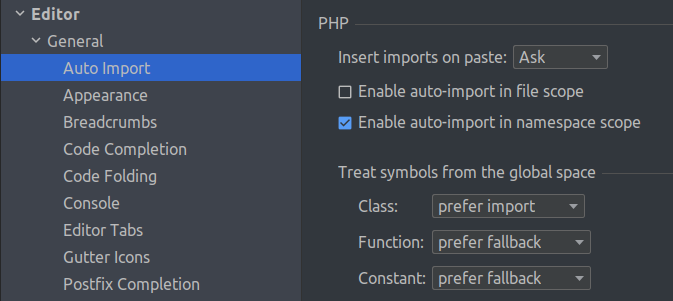 Editor
General
Auto Import
Appearance
Breadcrumbs
Code Completion
Code Folding
Console
Editor Tabs
Gutter Icons
Postfix Completion
PHP
Insert imports on paste: Ask
Enable auto-import in file scope
Enable auto-import in namespace scope
Treat symbols from the global space
Class: prefer import
Function: prefer fallback
Constant: prefer fallback